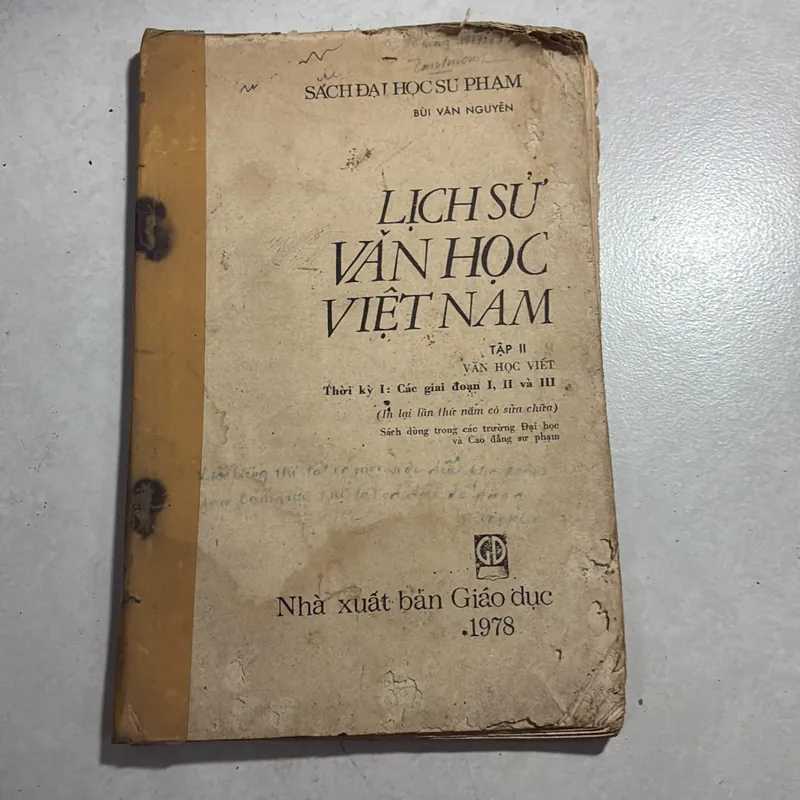 SÁCH ĐẠI HỌC SƯ PHẠM
BÙI VĂN NGUYÊN
LỊCH SỬ
VĂN HỌC
VIỆT NAM
TẬP II
VĂN HỌC VIẾT
Thời kỳ I: Các giai đoạn I, II và III
(In lại lần thứ năm có sửa chữa)
Sách dùng trong các trường Đại học
và Cao đẳng sư phạm
GD
Nhà xuất bản Giáo dục
1978